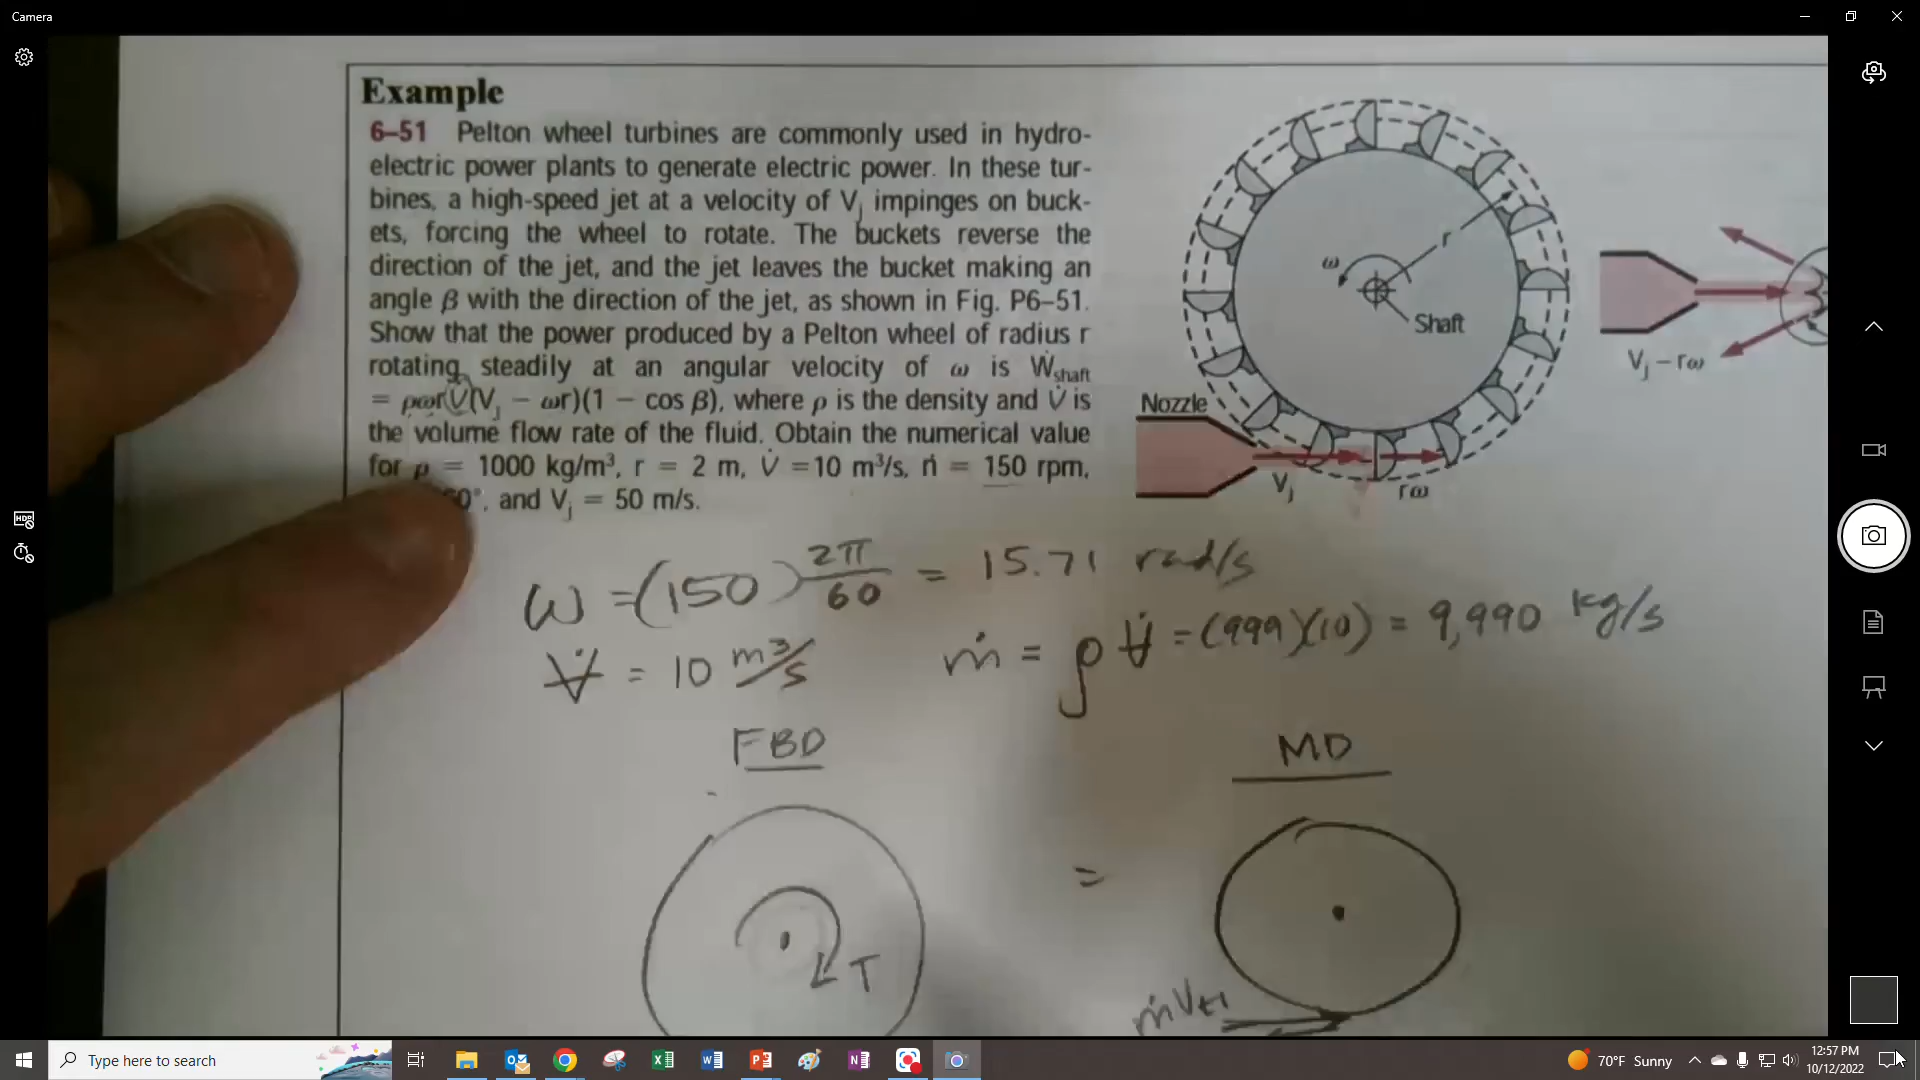 Camera
Example
6–51 Pelton wheel turbines are commonly used in hydro-
electric power plants to generate electric power. In these tur-
bines, a high-speed jet at a velocity of Vj impinges on buck-
ets, forcing the wheel to rotate. The buckets reverse the
direction of the jet, and the jet leaves the bucket making an
angle β with the direction of the jet, as shown in Fig. P6–51.
Show that the power produced by a Pelton wheel of radius r
rotating steadily at an angular velocity of ω is Ẇshaft
= ρωrV̇(Vj − ωr)(1 − cos β), where ρ is the density and V̇ is
the volume flow rate of the fluid. Obtain the numerical value
for ρ = 1000 kg/m³, r = 2 m, V̇ = 10 m³/s, ṅ = 150 rpm,
0°, and Vj = 50 m/s.
ω
r
Shaft
Nozzle
Vj
rω
Vj − rω
ω = (150) 2π/60 = 15.71 rad/s
V̇ = 10 m³/s
ṁ = ρV̇ = (999)(10) = 9,990 kg/s
FBD
MD
=
T
ṁVt1
Type here to search
70°F Sunny
12:57 PM
10/12/2022